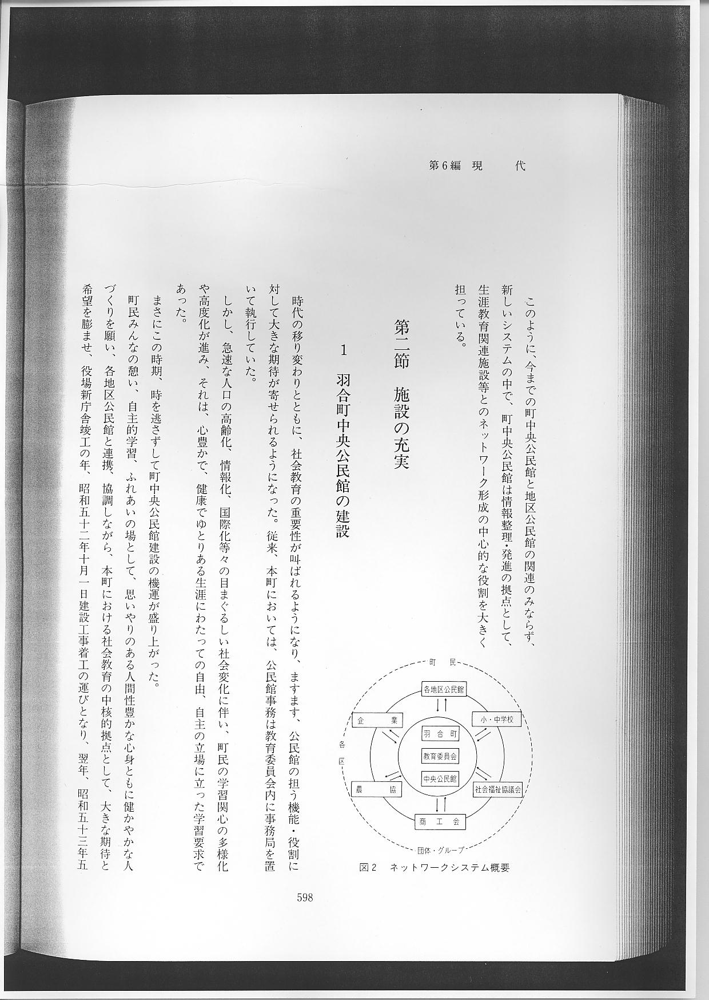 第6編 現 代
このように、今までの町中央公民館と地区公民館の関連のみならず、
新しいシステムの中で、町中央公民館は情報整理・発進の拠点として、
生涯教育関連施設等とのネットワーク形成の中心的な役割を大きく
担っている。
第二節 施設の充実
1 羽合町中央公民館の建設
時代の移り変わりとともに、社会教育の重要性が叫ばれるようになり、ますます、公民館の担う機能・役割に
対して大きな期待が寄せられるようになった。従来、本町においては、公民館事務は教育委員会内に事務局を置
いて執行していた。
しかし、急速な人口の高齢化、情報化、国際化等々の目まぐるしい社会変化に伴い、町民の学習関心の多様化
や高度化が進み、それは、心豊かで、健康でゆとりある生涯にわたっての自由、自主の立場に立った学習要求で
あった。
まさにこの時期、時を逃さずして町中央公民館建設の機運が盛り上がった。
町民みんなの憩い、自主的学習、ふれあいの場として、思いやりのある人間性豊かな心身ともに健かやかな人
づくりを願い、各地区公民館と連携、協調しながら、本町における社会教育の中核的拠点として、大きな期待と
希望を膨ませ、役場新庁舎竣工の年、昭和五十二年十月一日建設工事着工の運びとなり、翌年、昭和五十三年五
町 民
各地区公民館
企 業
小・中学校
羽 合 町
教育委員会
中央公民館
各区
農 協
社会福祉協議会
商 工 会
団体・グループ
図2 ネットワークシステム概要
598